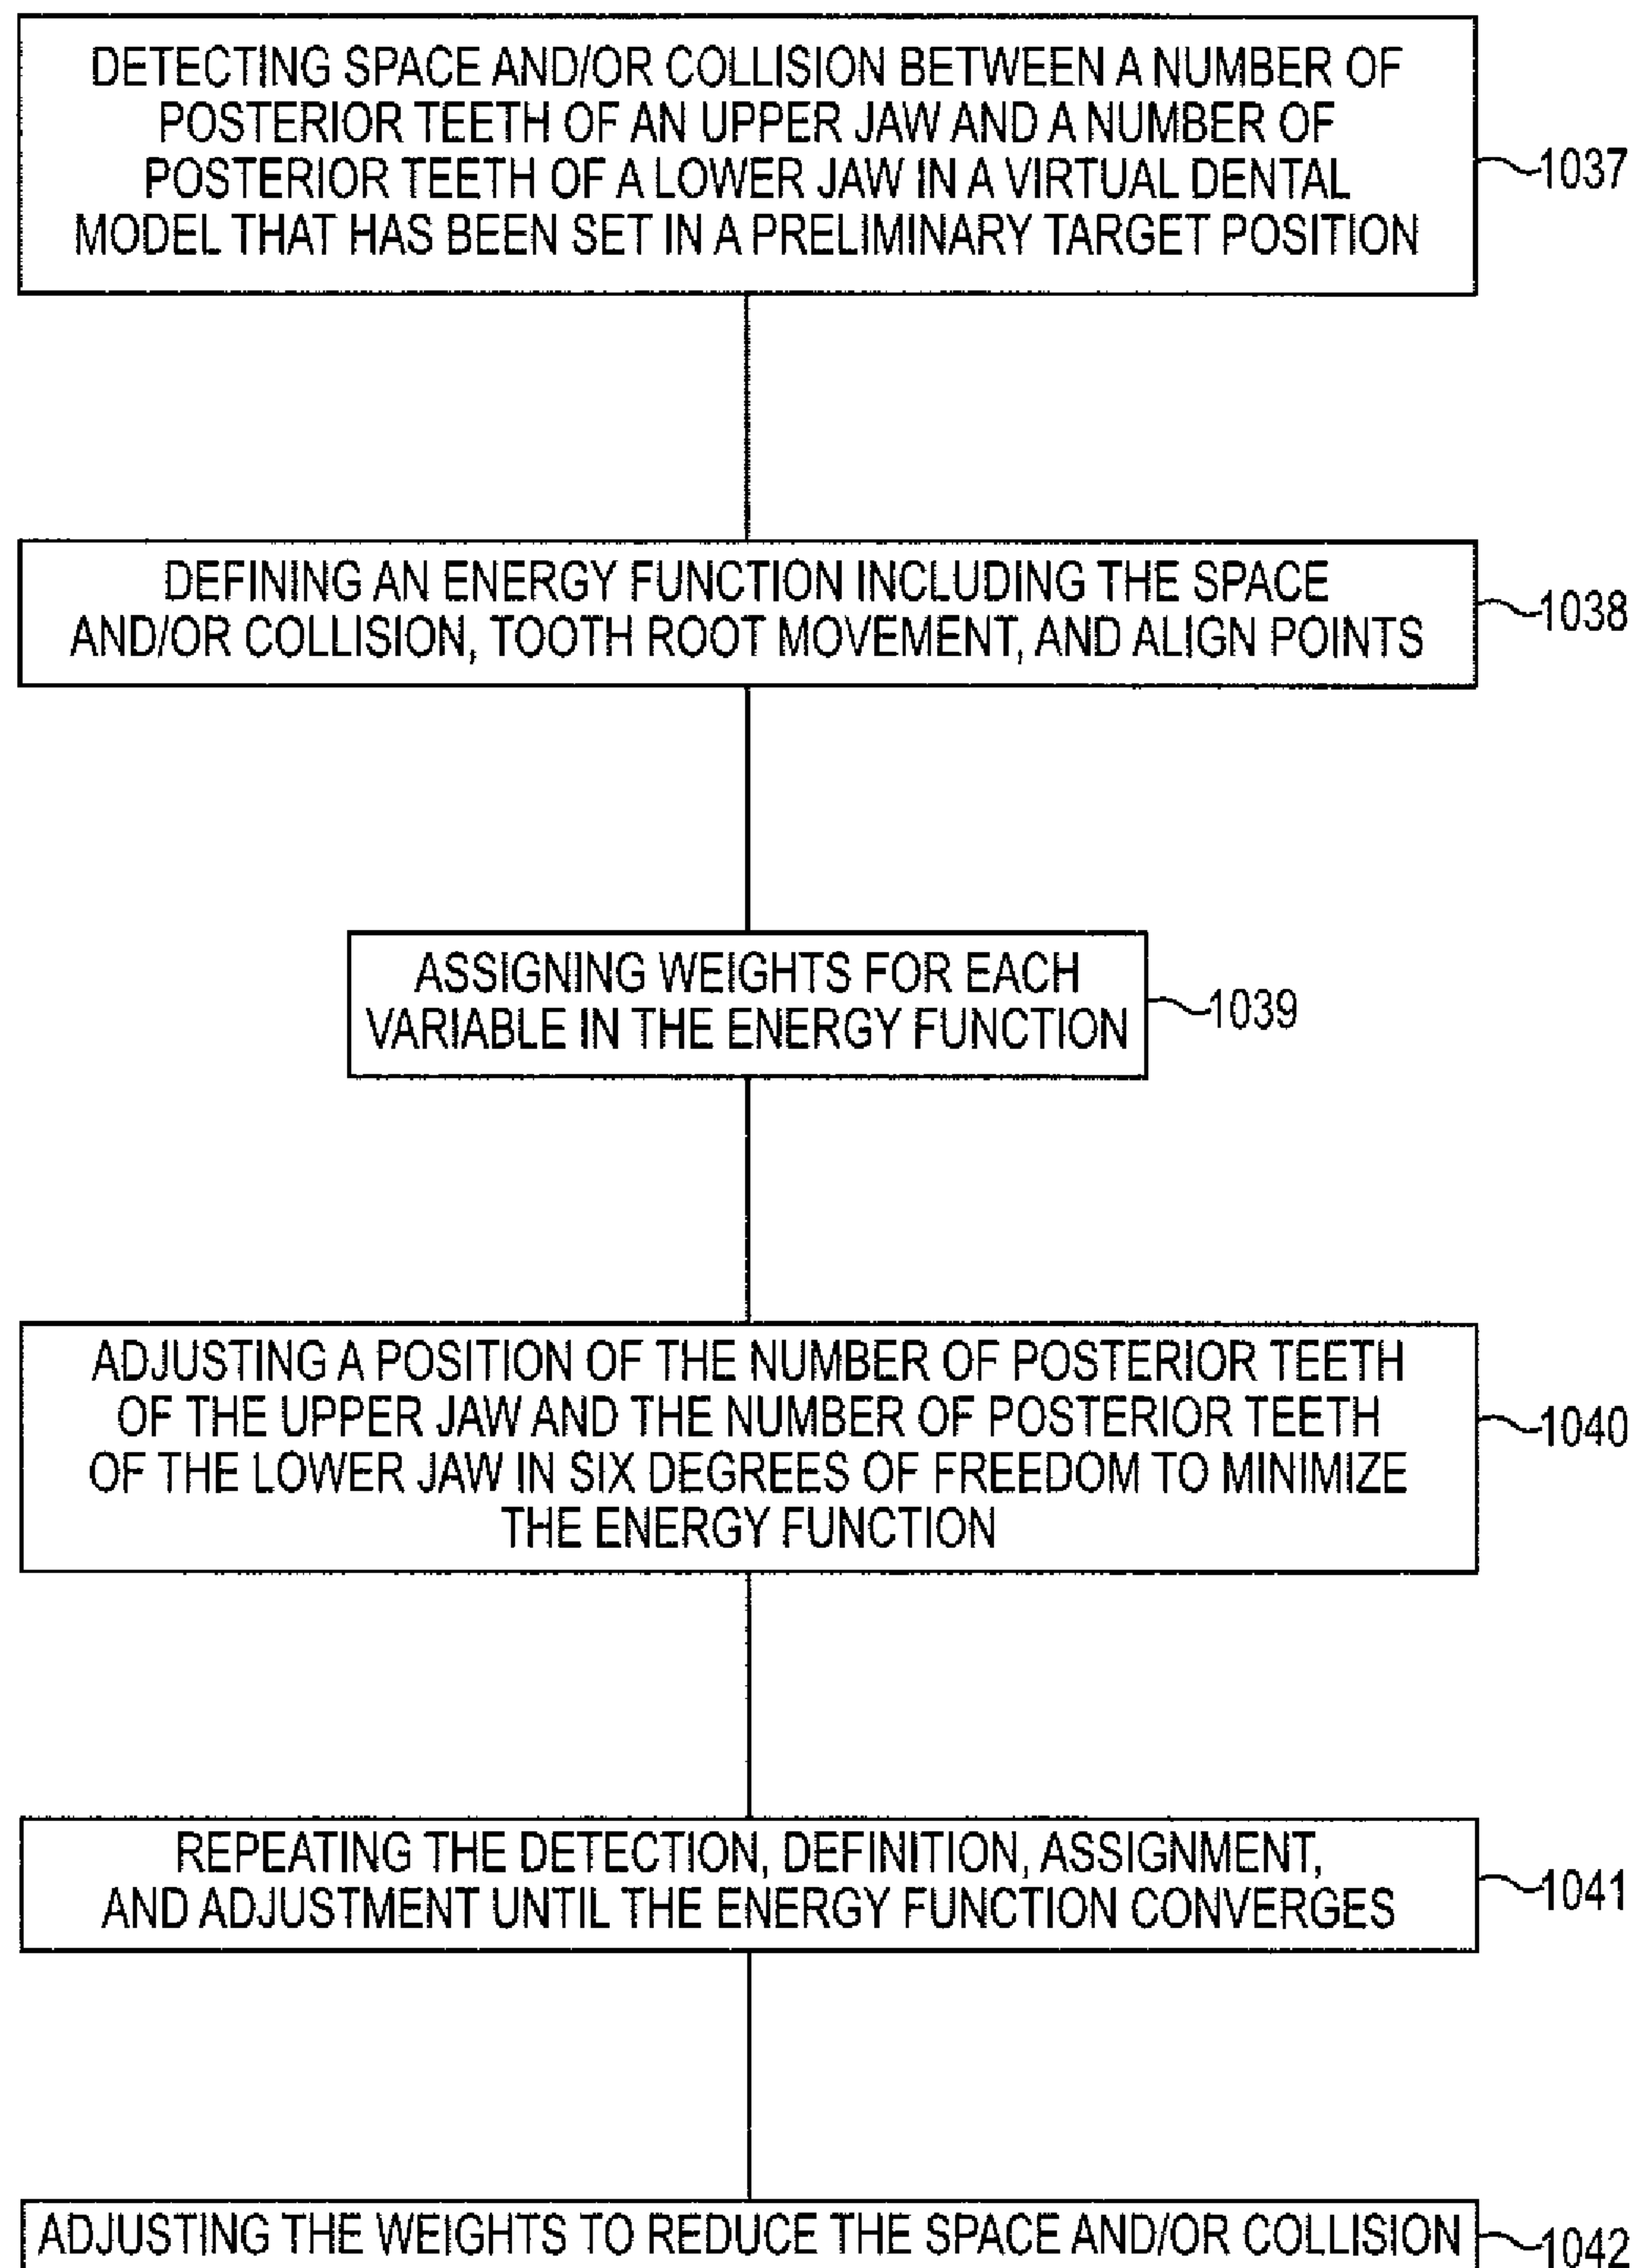 DETECTING SPACE AND/OR COLLISION BETWEEN A NUMBER OF
POSTERIOR TEETH OF AN UPPER JAW AND A NUMBER OF
POSTERIOR TEETH OF A LOWER JAW IN A VIRTUAL DENTAL
MODEL THAT HAS BEEN SET IN A PRELIMINARY TARGET POSITION
1037
DEFINING AN ENERGY FUNCTION INCLUDING THE SPACE
AND/OR COLLISION, TOOTH ROOT MOVEMENT, AND ALIGN POINTS
1038
ASSIGNING WEIGHTS FOR EACH
VARIABLE IN THE ENERGY FUNCTION
1039
ADJUSTING A POSITION OF THE NUMBER OF POSTERIOR TEETH
OF THE UPPER JAW AND THE NUMBER OF POSTERIOR TEETH
OF THE LOWER JAW IN SIX DEGREES OF FREEDOM TO MINIMIZE
THE ENERGY FUNCTION
1040
REPEATING THE DETECTION, DEFINITION, ASSIGNMENT,
AND ADJUSTMENT UNTIL THE ENERGY FUNCTION CONVERGES
1041
ADJUSTING THE WEIGHTS TO REDUCE THE SPACE AND/OR COLLISION
1042